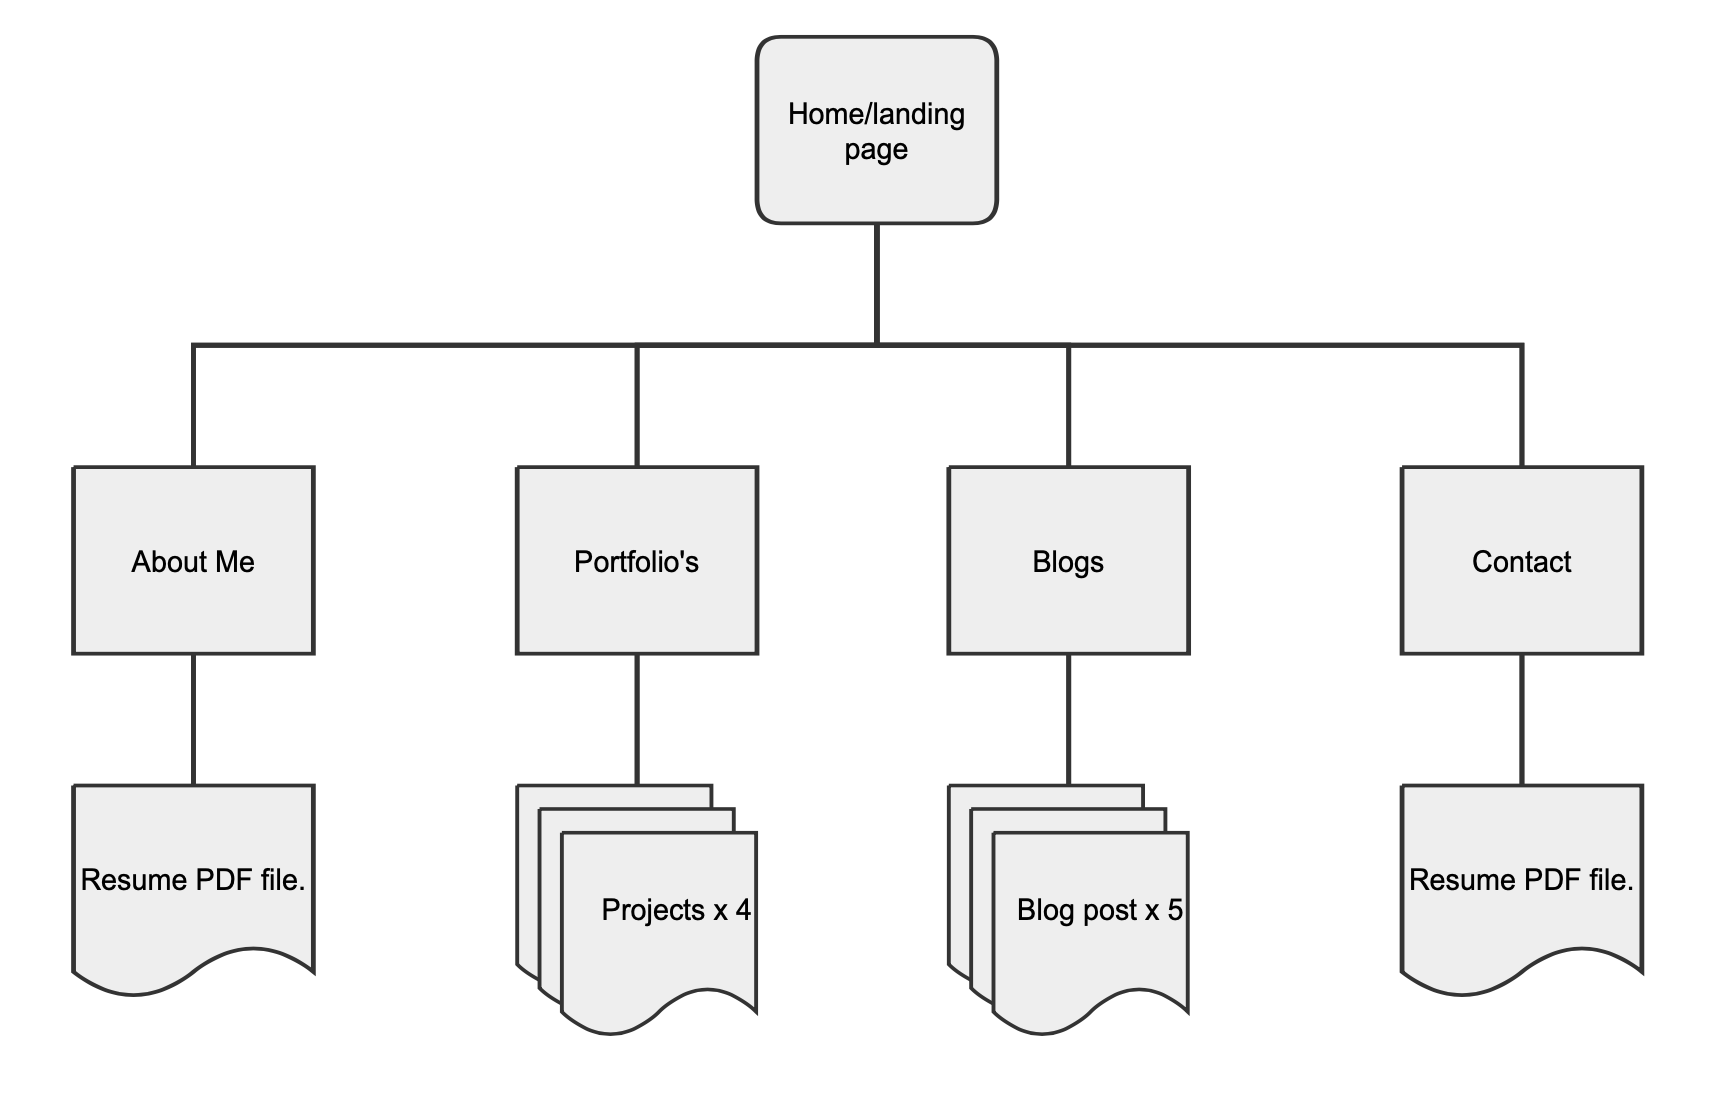 Home/landing
page
About Me
Portfolio's
Blogs
Contact
Resume PDF file.
Projects x 4
Blog post x 5
Resume PDF file.